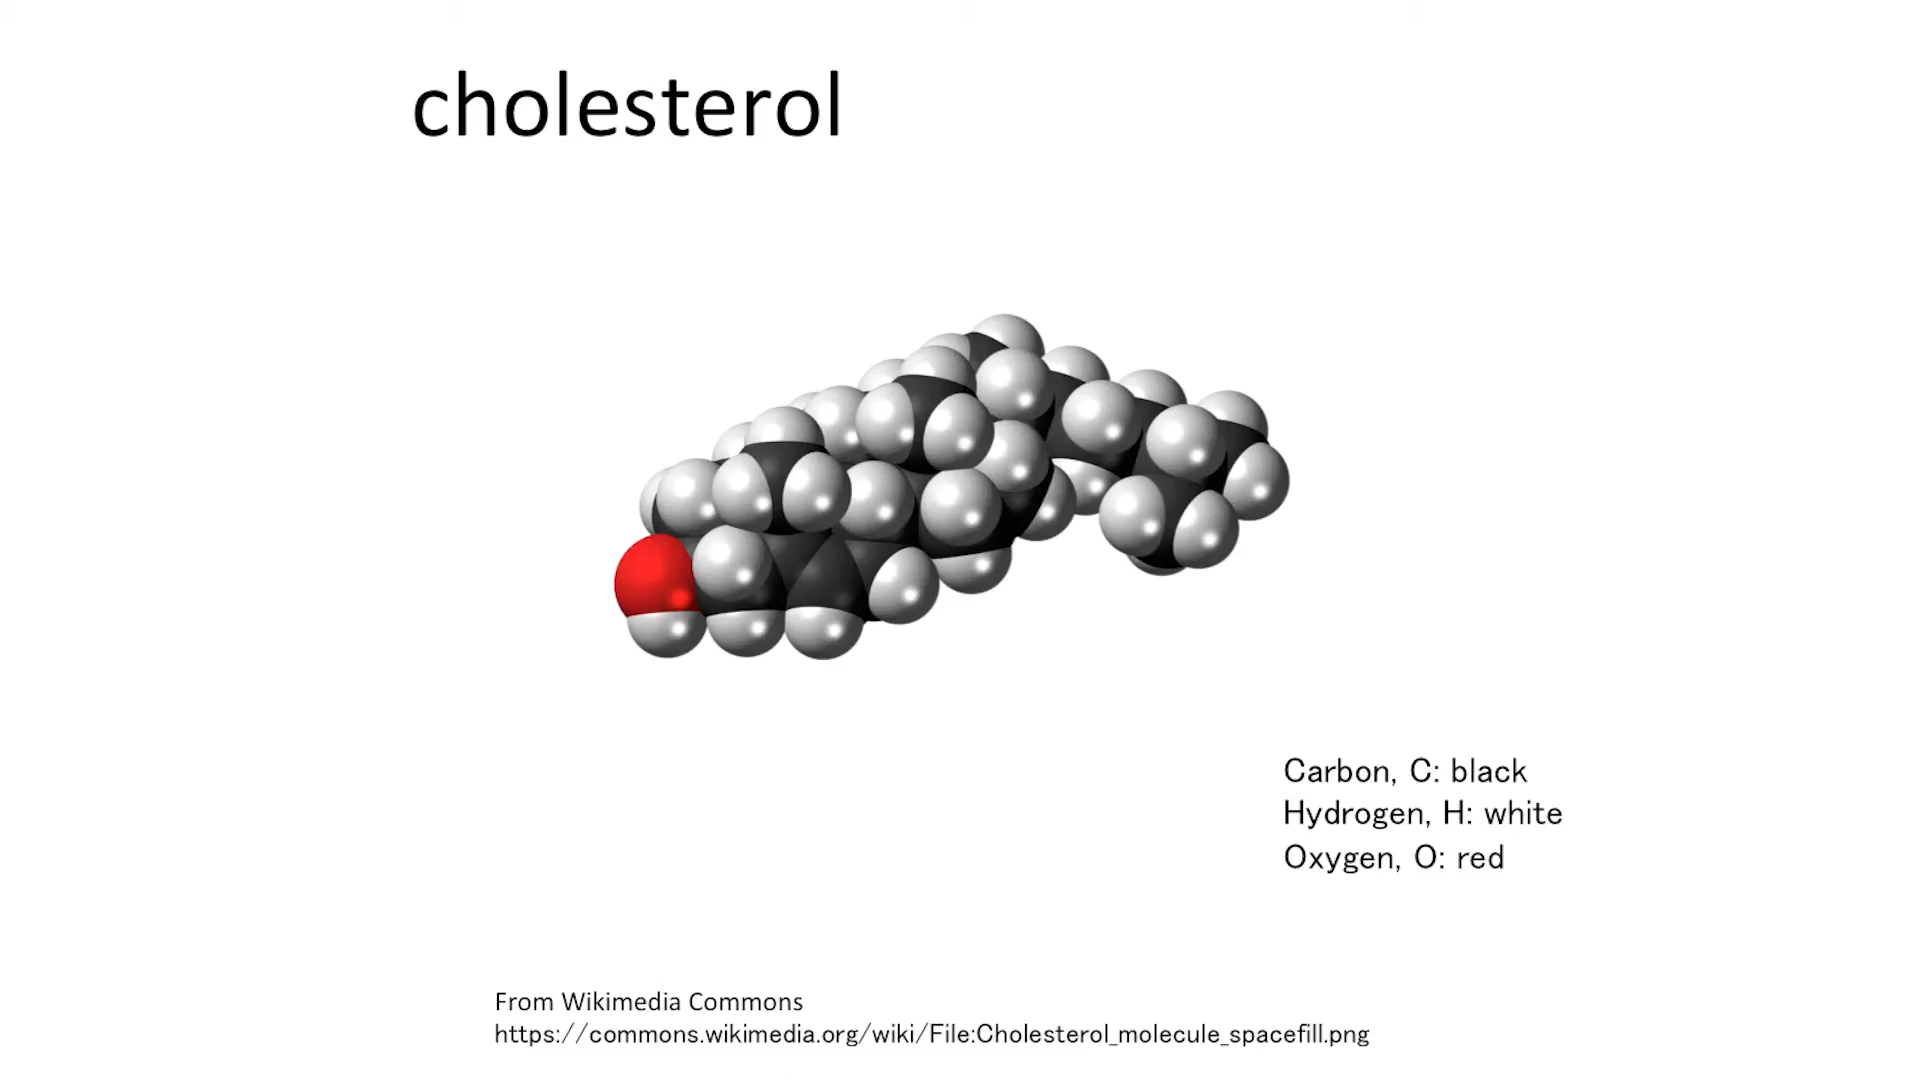 cholesterol
Carbon, C: black
Hydrogen, H: white
Oxygen, O: red
From Wikimedia Commons
https://commons.wikimedia.org/wiki/File:Cholesterol_molecule_spacefill.png